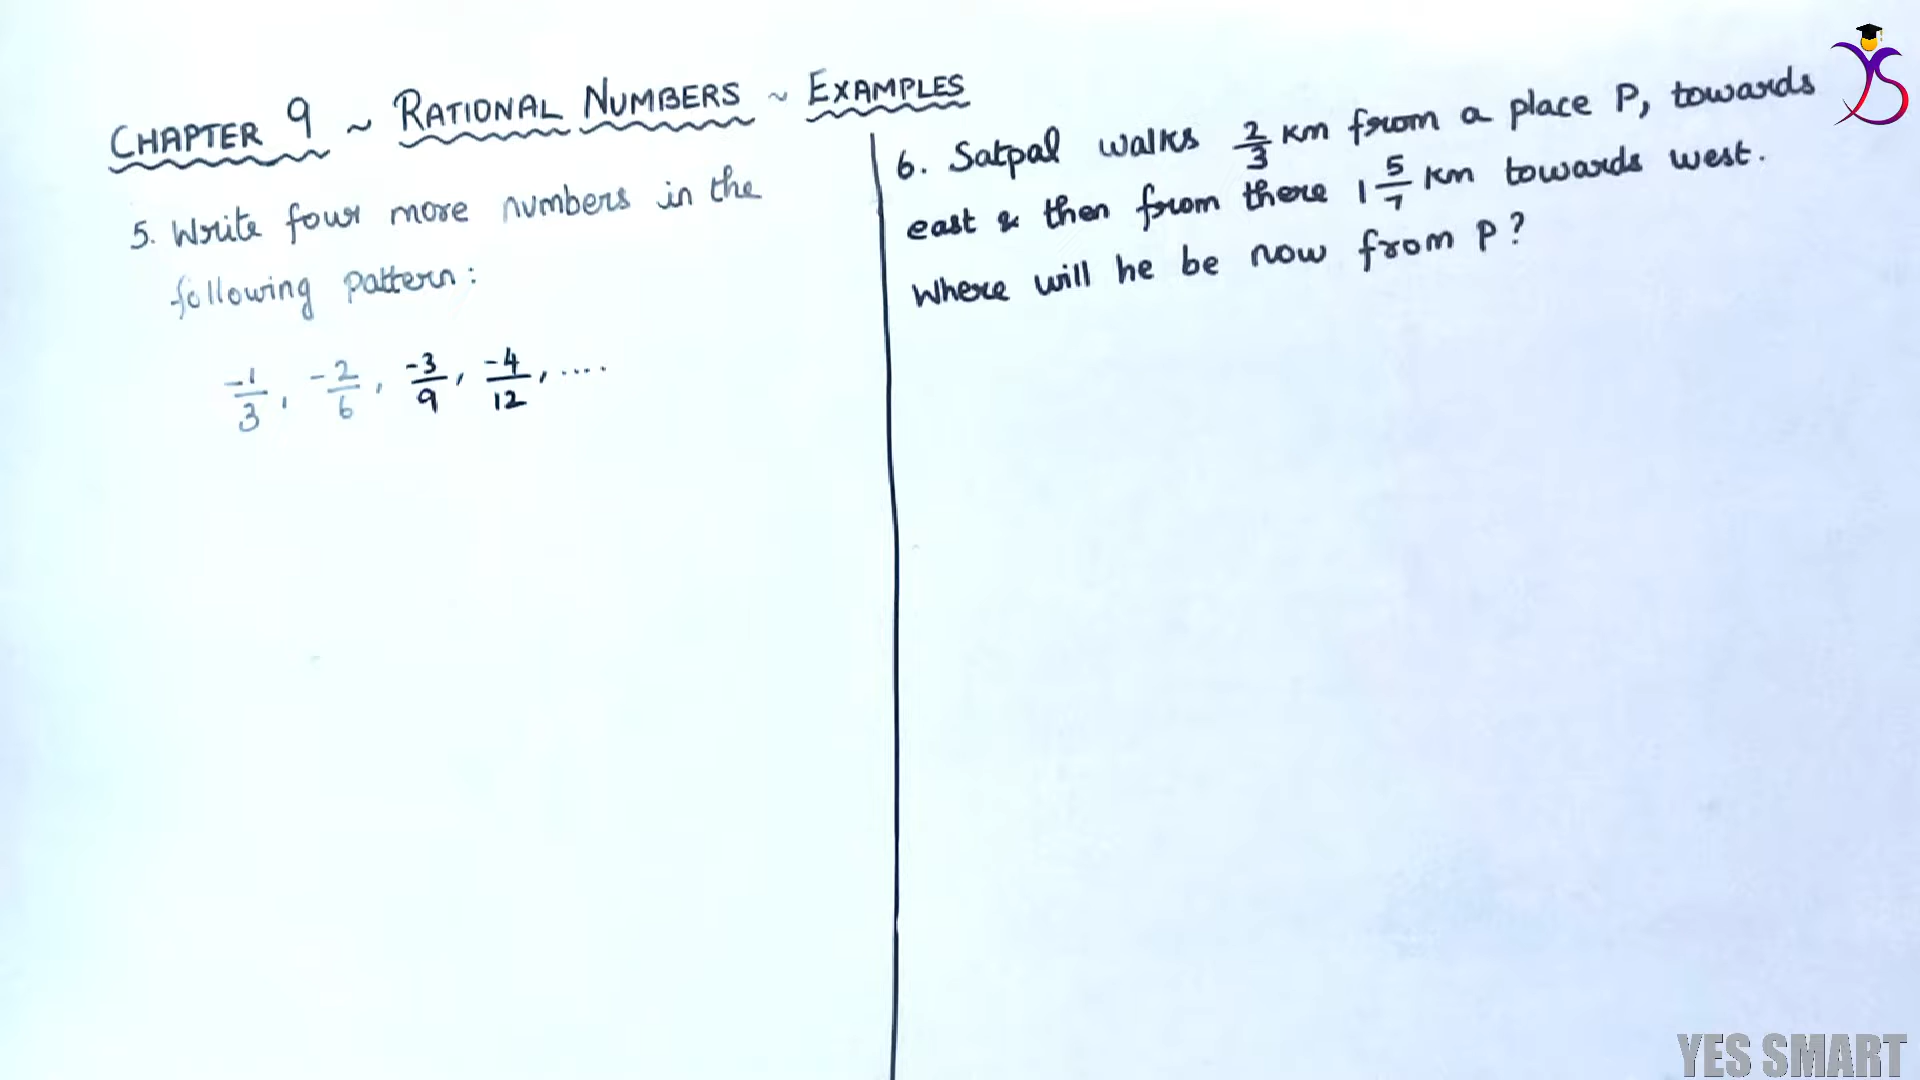 CHAPTER 9 ~ RATIONAL NUMBERS ~ EXAMPLES
5. Write four more numbers in the
following pattern:
-1/3, -2/6, -3/9, -4/12, ....
6. Satpal walks 2/3 km from a place P, towards
east & then from there 1 5/7 km towards west.
Where will he be now from P?
YES SMART